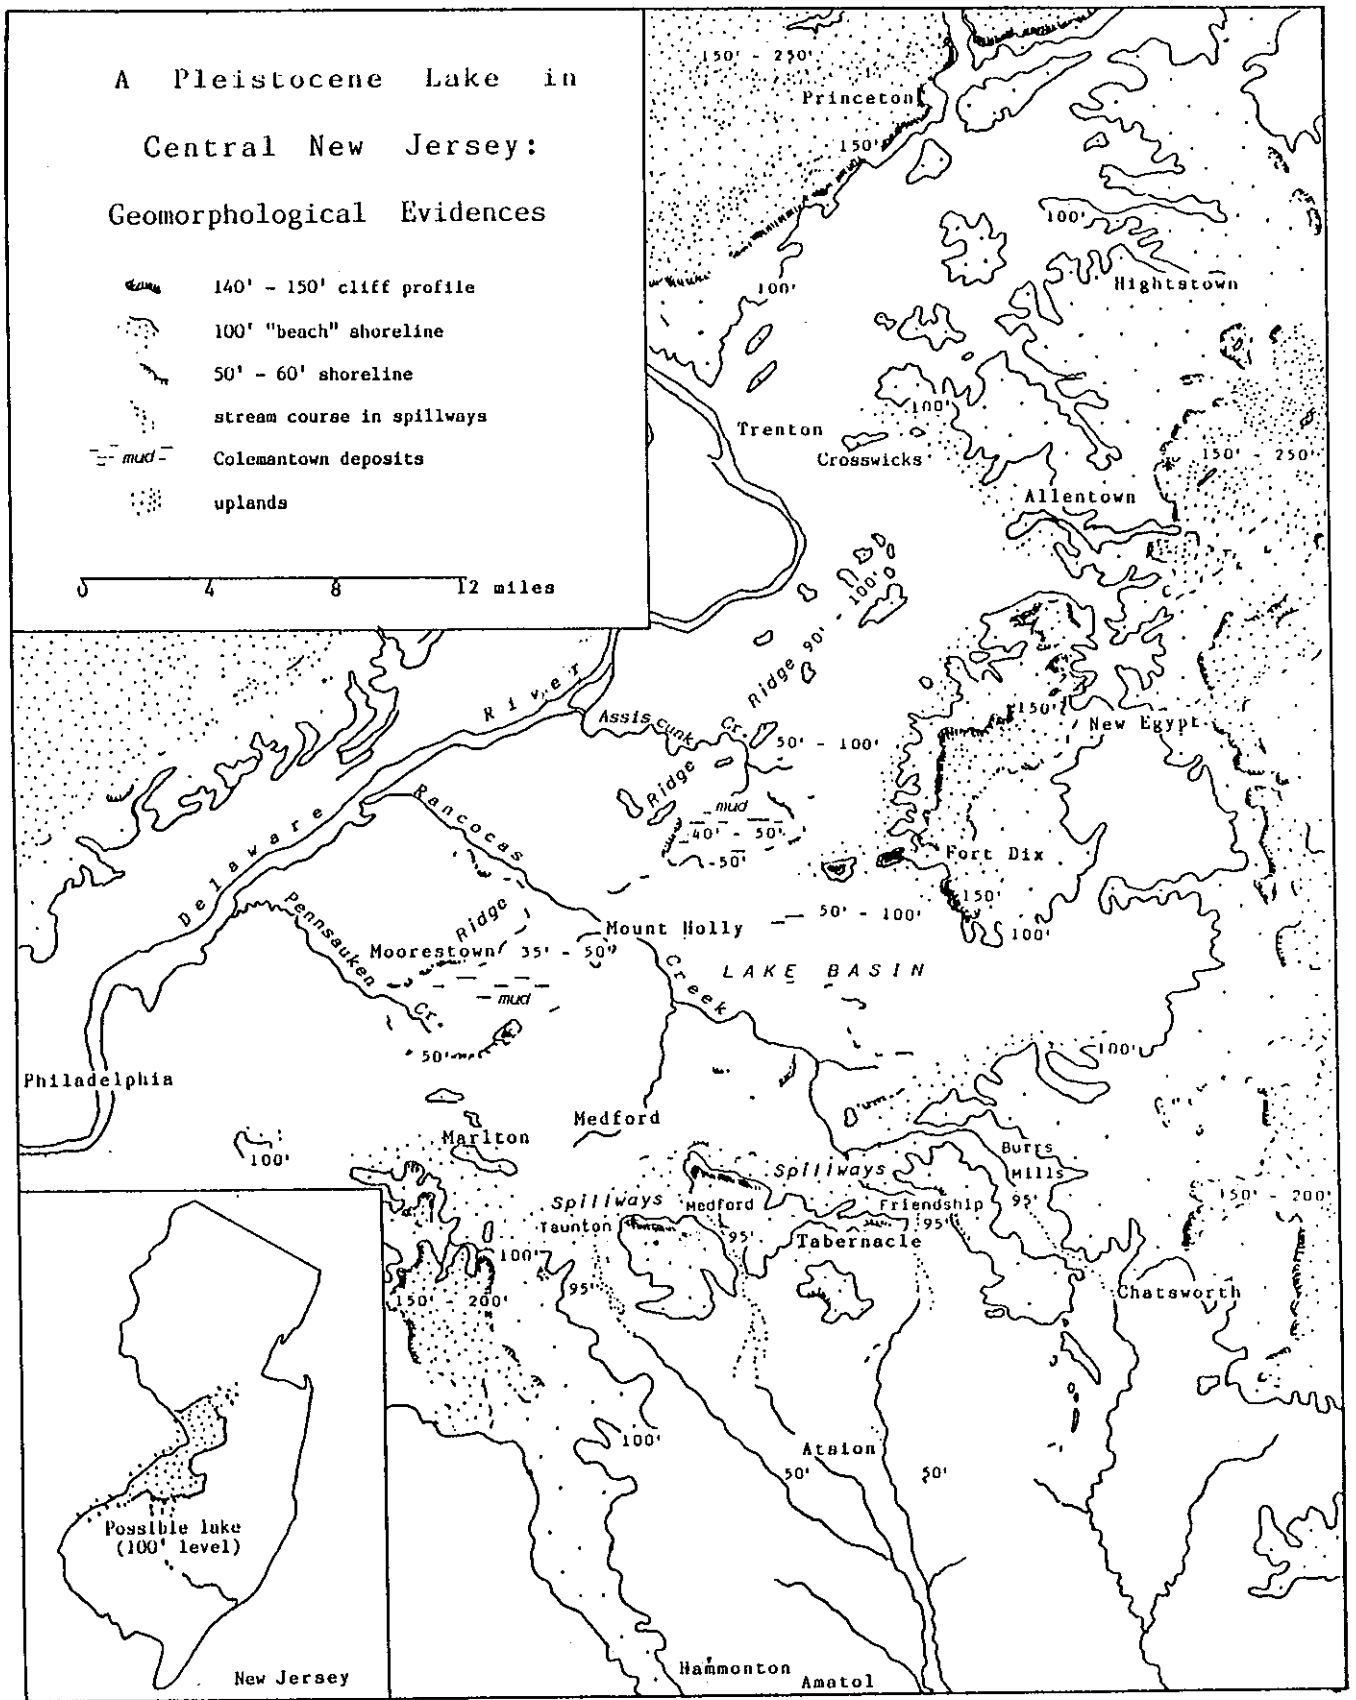 A Pleistocene Lake in
Central New Jersey:
Geomorphological Evidences
140' - 150' cliff profile
100' "beach" shoreline
50' - 60' shoreline
stream course in spillways
mud
Colemantown deposits
uplands
0 4 8 12 miles
150' - 250'
Princeton
150'
100'
100'
Hightstown
100'
Trenton
Crosswicks
150' - 250'
Allentown
Ridge 90' - 100'
Delaware River
Assiscunk Cr.
150'
New Egypt
50' - 100'
Ridge
mud
40' - 50'
50'
Rancocas Creek
Fort Dix
150'
100'
50' - 100'
Pennsauken Cr.
Ridge
Mount Holly
Moorestown 35' - 50'
LAKE BASIN
mud
50'
100'
Philadelphia
Medford
Marlton
100'
Burrs
Mills
95'
Spillways
Spillways
Medford
Friendship
95'
Taunton
95'
Tabernacle
150' - 200'
100'
95'
150' - 200'
Chatsworth
100'
Atsion
50'
50'
Possible lake
(100' level)
New Jersey
Hammonton
Amatol